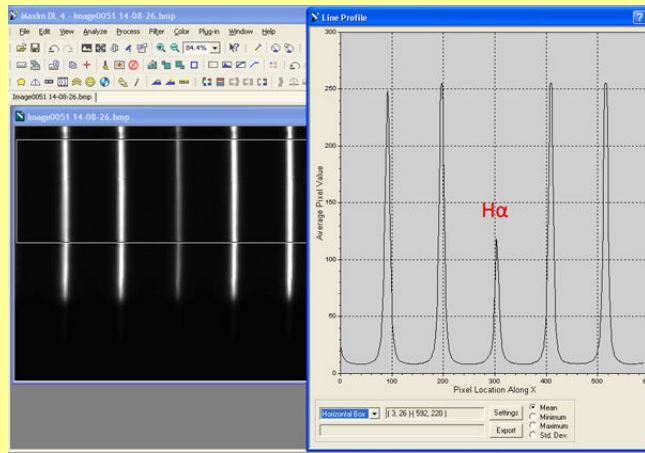 MaxIm DL 4 - Image0051 14-08-26.bmp
File Edit View Analyze Process Filter Color Plug-in Window Help
84.4%
Image0051 14-08-26.bmp
Image0051 14-08-26.bmp
Line Profile
300
250
200
150
100
50
0
Average Pixel Value
Hα
0 100 200 300 400 500
Pixel Location Along X
Horizontal Box
( 3, 26 )-( 592, 220 )
Settings
Export
Mean
Minimum
Maximum
Std. Dev.